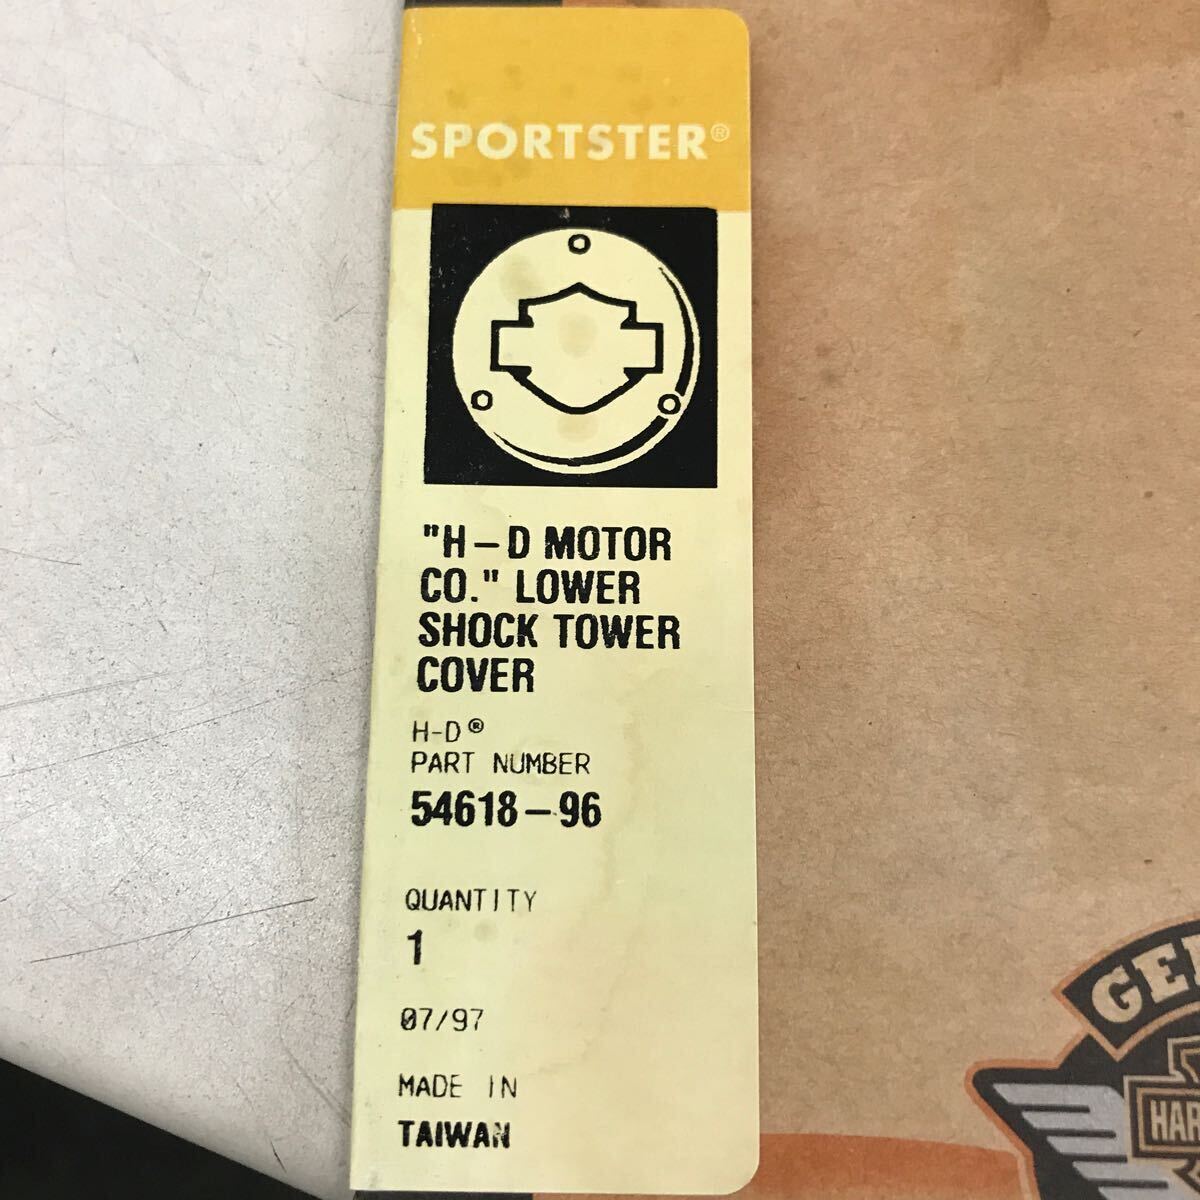 SPORTSTER®
"H-D MOTOR
CO." LOWER
SHOCK TOWER
COVER
H-D®
PART NUMBER
54618-96
QUANTITY
1
07/97
MADE IN
TAIWAN